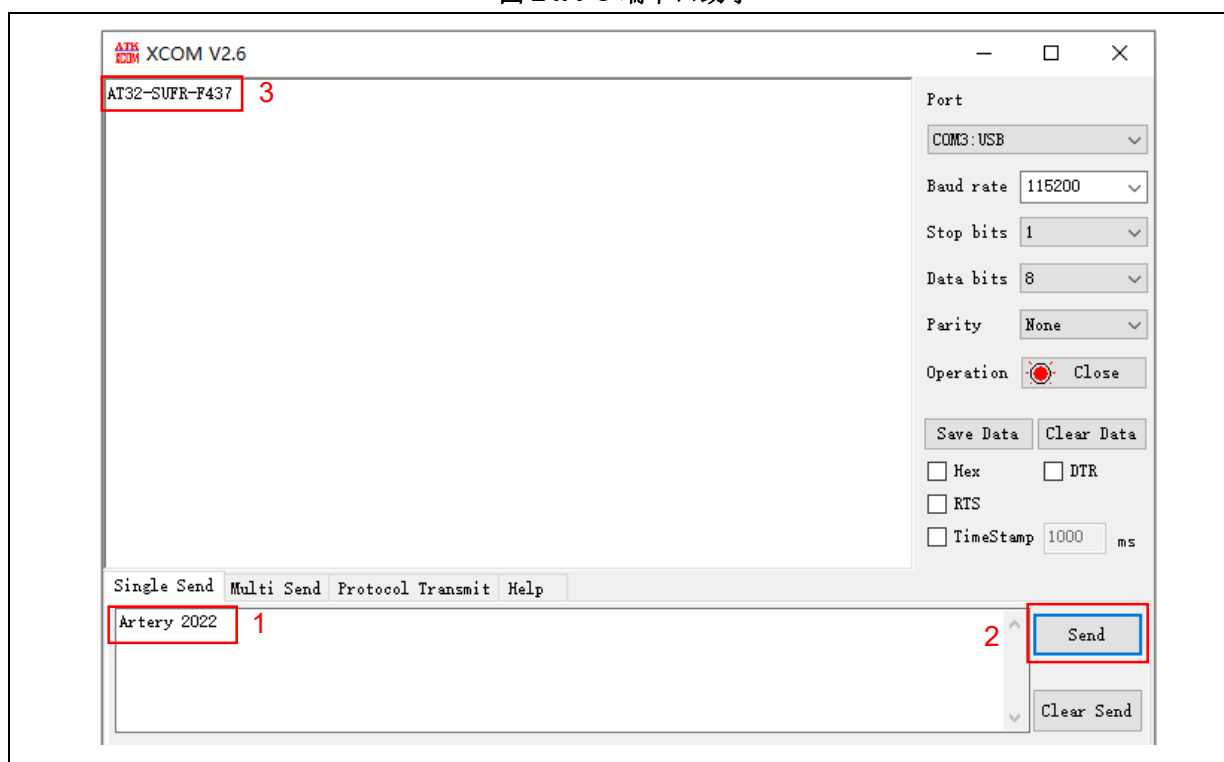 ATK XCOM XCOM V2.6
AT32-SUFR-F437 3
Port
COM3:USB
Baud rate 115200
Stop bits 1
Data bits 8
Parity None
Operation Close
Save Data Clear Data
Hex DTR
RTS
TimeStamp 1000 ms
Single Send Multi Send Protocol Transmit Help
Artery 2022 1
2 Send
Clear Send